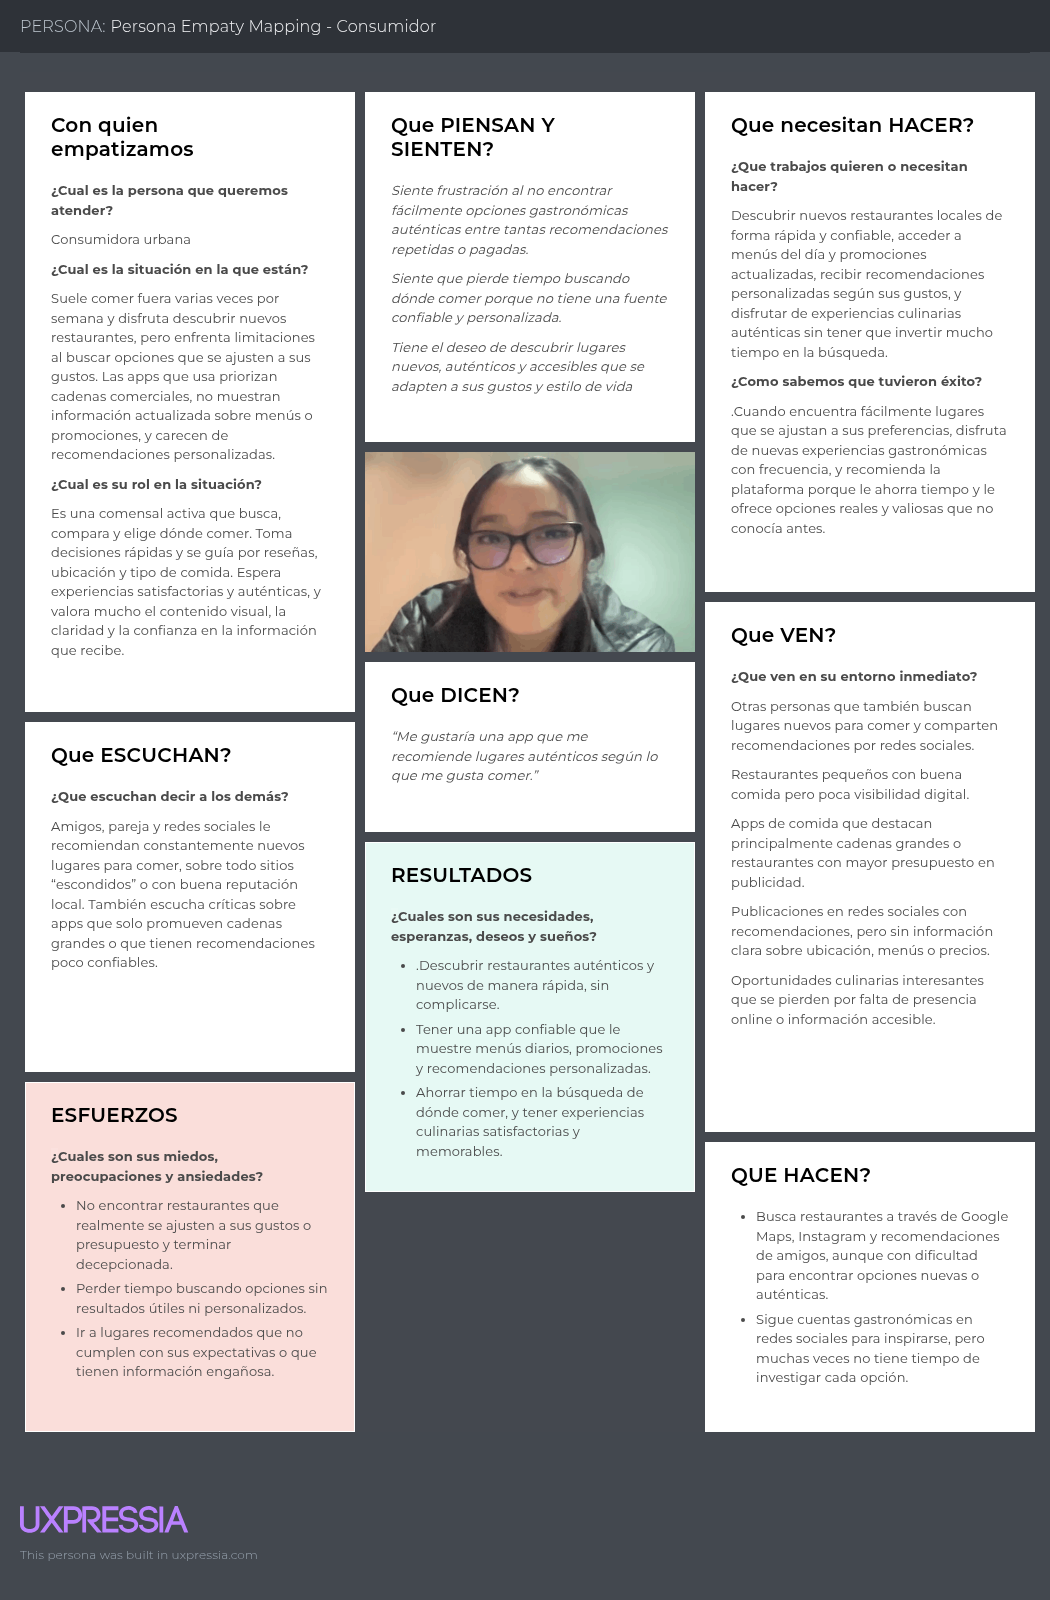 PERSONA: Persona Empaty Mapping - Consumidor
Con quien
empatizamos
¿Cual es la persona que queremos
atender?
Consumidora urbana
¿Cual es la situación en la que están?
Suele comer fuera varias veces por
semana y disfruta descubrir nuevos
restaurantes, pero enfrenta limitaciones
al buscar opciones que se ajusten a sus
gustos. Las apps que usa priorizan
cadenas comerciales, no muestran
información actualizada sobre menús o
promociones, y carecen de
recomendaciones personalizadas.
¿Cual es su rol en la situación?
Es una comensal activa que busca,
compara y elige dónde comer. Toma
decisiones rápidas y se guía por reseñas,
ubicación y tipo de comida. Espera
experiencias satisfactorias y auténticas, y
valora mucho el contenido visual, la
claridad y la confianza en la información
que recibe.
Que ESCUCHAN?
¿Que escuchan decir a los demás?
Amigos, pareja y redes sociales le
recomiendan constantemente nuevos
lugares para comer, sobre todo sitios
“escondidos” o con buena reputación
local. También escucha críticas sobre
apps que solo promueven cadenas
grandes o que tienen recomendaciones
poco confiables.
ESFUERZOS
¿Cuales son sus miedos,
preocupaciones y ansiedades?
• No encontrar restaurantes que
realmente se ajusten a sus gustos o
presupuesto y terminar
decepcionada.
• Perder tiempo buscando opciones sin
resultados útiles ni personalizados.
• Ir a lugares recomendados que no
cumplen con sus expectativas o que
tienen información engañosa.
Que PIENSAN Y
SIENTEN?
Siente frustración al no encontrar
fácilmente opciones gastronómicas
auténticas entre tantas recomendaciones
repetidas o pagadas.
Siente que pierde tiempo buscando
dónde comer porque no tiene una fuente
confiable y personalizada.
Tiene el deseo de descubrir lugares
nuevos, auténticos y accesibles que se
adapten a sus gustos y estilo de vida
Que DICEN?
“Me gustaría una app que me
recomiende lugares auténticos según lo
que me gusta comer.”
RESULTADOS
¿Cuales son sus necesidades,
esperanzas, deseos y sueños?
• .Descubrir restaurantes auténticos y
nuevos de manera rápida, sin
complicarse.
• Tener una app confiable que le
muestre menús diarios, promociones
y recomendaciones personalizadas.
• Ahorrar tiempo en la búsqueda de
dónde comer, y tener experiencias
culinarias satisfactorias y
memorables.
Que necesitan HACER?
¿Que trabajos quieren o necesitan
hacer?
Descubrir nuevos restaurantes locales de
forma rápida y confiable, acceder a
menús del día y promociones
actualizadas, recibir recomendaciones
personalizadas según sus gustos, y
disfrutar de experiencias culinarias
auténticas sin tener que invertir mucho
tiempo en la búsqueda.
¿Como sabemos que tuvieron éxito?
.Cuando encuentra fácilmente lugares
que se ajustan a sus preferencias, disfruta
de nuevas experiencias gastronómicas
con frecuencia, y recomienda la
plataforma porque le ahorra tiempo y le
ofrece opciones reales y valiosas que no
conocía antes.
Que VEN?
¿Que ven en su entorno inmediato?
Otras personas que también buscan
lugares nuevos para comer y comparten
recomendaciones por redes sociales.
Restaurantes pequeños con buena
comida pero poca visibilidad digital.
Apps de comida que destacan
principalmente cadenas grandes o
restaurantes con mayor presupuesto en
publicidad.
Publicaciones en redes sociales con
recomendaciones, pero sin información
clara sobre ubicación, menús o precios.
Oportunidades culinarias interesantes
que se pierden por falta de presencia
online o información accesible.
QUE HACEN?
• Busca restaurantes a través de Google
Maps, Instagram y recomendaciones
de amigos, aunque con dificultad
para encontrar opciones nuevas o
auténticas.
• Sigue cuentas gastronómicas en
redes sociales para inspirarse, pero
muchas veces no tiene tiempo de
investigar cada opción.
UXPRESSIA
This persona was built in uxpressia.com